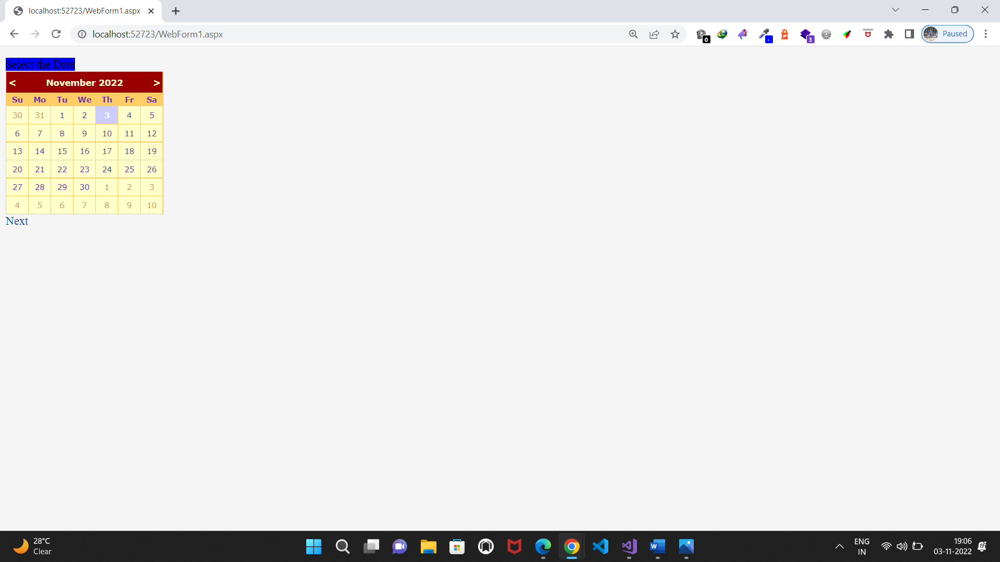 localhost:52723/WebForm1.aspx
localhost:52723/WebForm1.aspx
0
3
Paused
Select the Date
< November 2022 >
Su Mo Tu We Th Fr Sa
30 31 1 2 3 4 5
6 7 8 9 10 11 12
13 14 15 16 17 18 19
20 21 22 23 24 25 26
27 28 29 30 1 2 3
4 5 6 7 8 9 10
Next
28°C
Clear
W
ENG
IN
19:06
03-11-2022